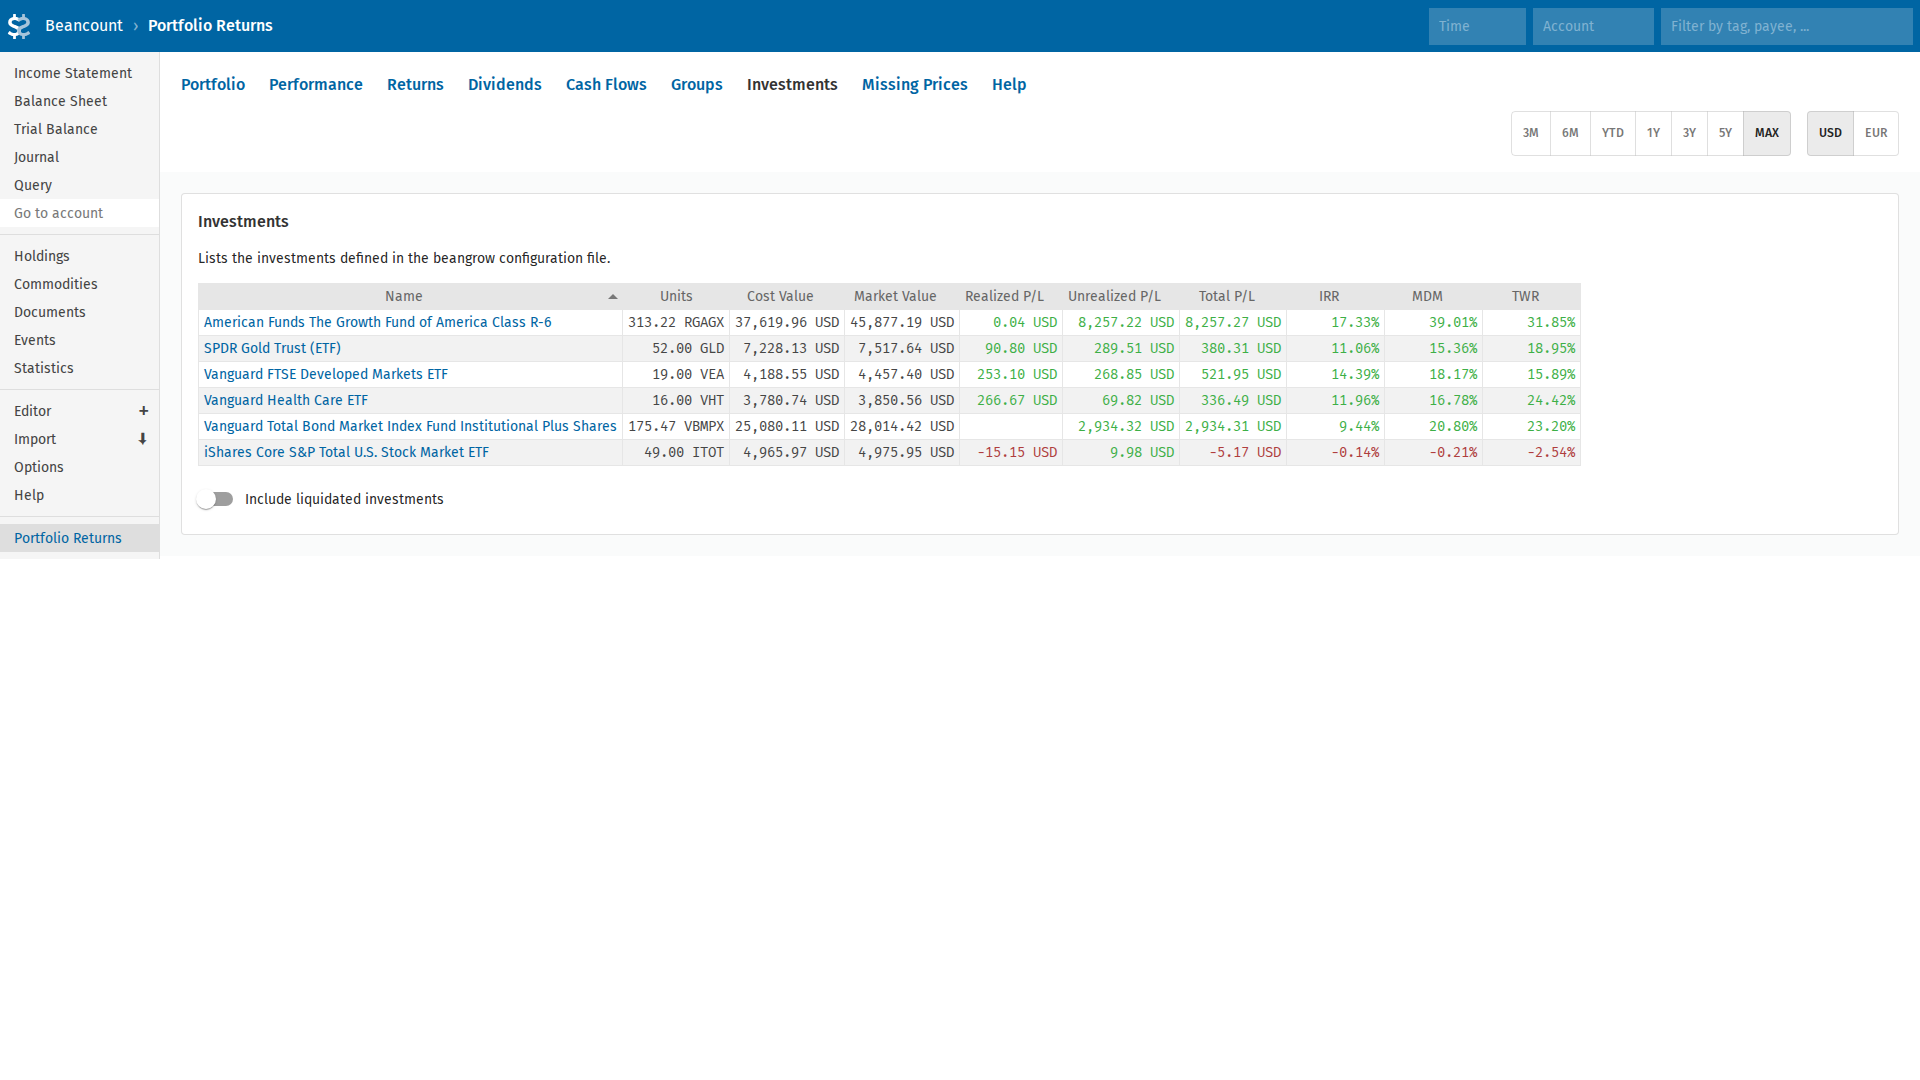 Beancount › Portfolio Returns
Time
Account
Filter by tag, payee, ...
Income Statement
Balance Sheet
Trial Balance
Journal
Query
Go to account
Holdings
Commodities
Documents
Events
Statistics
Editor +
Import
Options
Help
Portfolio Returns
Portfolio Performance Returns Dividends Cash Flows Groups Investments Missing Prices Help
3M 6M YTD 1Y 3Y 5Y MAX USD EUR
Investments
Lists the investments defined in the beangrow configuration file.
Name Units Cost Value Market Value Realized P/L Unrealized P/L Total P/L IRR MDM TWR
American Funds The Growth Fund of America Class R-6 313.22 RGAGX 37,619.96 USD 45,877.19 USD 0.04 USD 8,257.22 USD 8,257.27 USD 17.33% 39.01% 31.85%
SPDR Gold Trust (ETF) 52.00 GLD 7,228.13 USD 7,517.64 USD 90.80 USD 289.51 USD 380.31 USD 11.06% 15.36% 18.95%
Vanguard FTSE Developed Markets ETF 19.00 VEA 4,188.55 USD 4,457.40 USD 253.10 USD 268.85 USD 521.95 USD 14.39% 18.17% 15.89%
Vanguard Health Care ETF 16.00 VHT 3,780.74 USD 3,850.56 USD 266.67 USD 69.82 USD 336.49 USD 11.96% 16.78% 24.42%
Vanguard Total Bond Market Index Fund Institutional Plus Shares 175.47 VBMPX 25,080.11 USD 28,014.42 USD 2,934.32 USD 2,934.31 USD 9.44% 20.80% 23.20%
iShares Core S&P Total U.S. Stock Market ETF 49.00 ITOT 4,965.97 USD 4,975.95 USD -15.15 USD 9.98 USD -5.17 USD -0.14% -0.21% -2.54%
Include liquidated investments